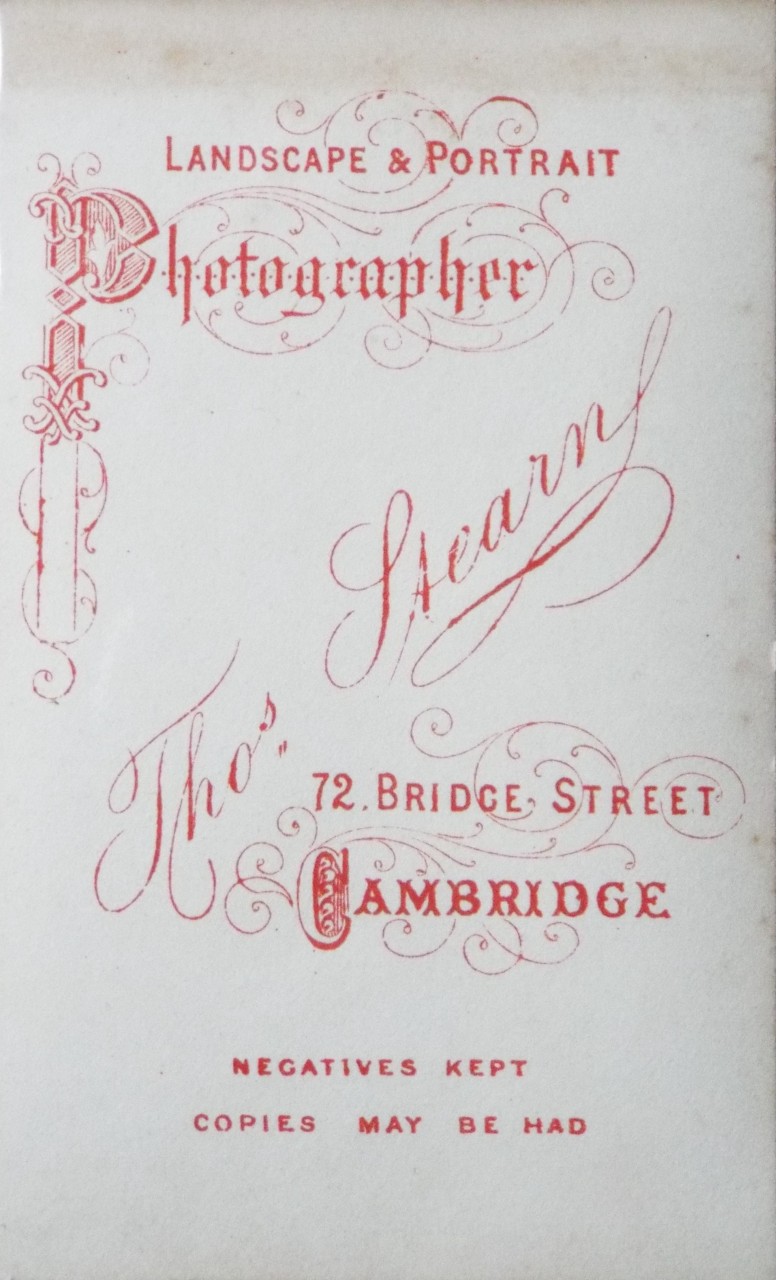 LANDSCAPE & PORTRAIT
Photographer
Thos. Stearn
72. BRIDGE STREET
CAMBRIDGE
NEGATIVES KEPT
COPIES MAY BE HAD